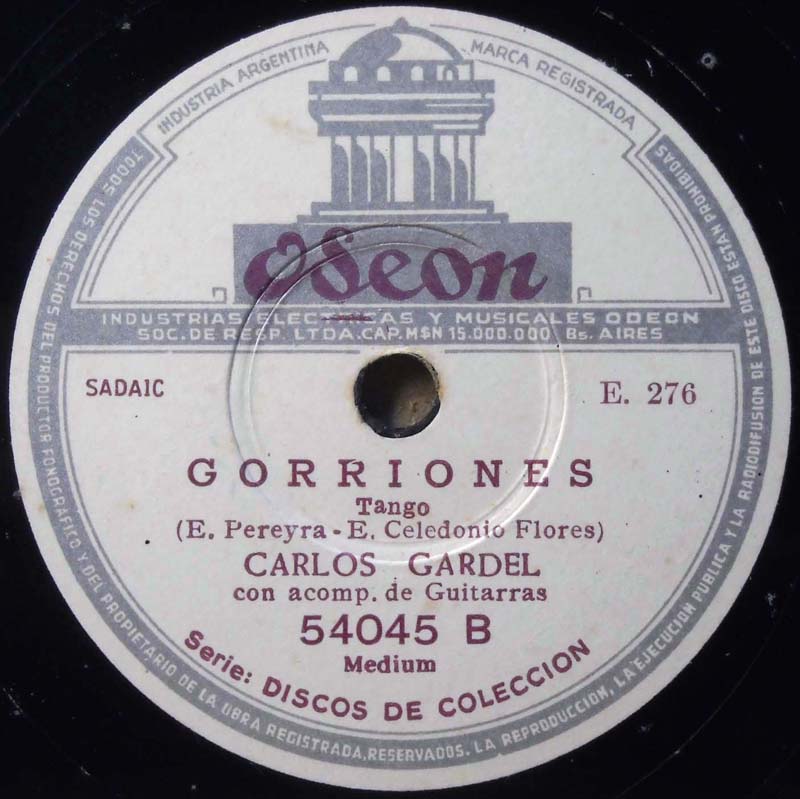 INDUSTRIA ARGENTINA
MARCA REGISTRADA
Odeon
INDUSTRIAS ELECTRICAS Y MUSICALES ODEON
SOC. DE RESP. LTDA. CAP. M$N 15.000.000 Bs. AIRES
SADAIC
E. 276
GORRIONES
Tango
(E. Pereyra - E. Celedonio Flores)
CARLOS GARDEL
con acomp. de Guitarras
54045 B
Medium
Serie: DISCOS DE COLECCION
TODOS LOS DERECHOS DEL PRODUCTOR FONOGRÁFICO Y DEL PROPIETARIO DE LA OBRA REGISTRADA, RESERVADOS. LA REPRODUCCION, LA EJECUCION PUBLICA Y LA RADIODIFUSION DE ESTE DISCO ESTAN PROHIBIDAS